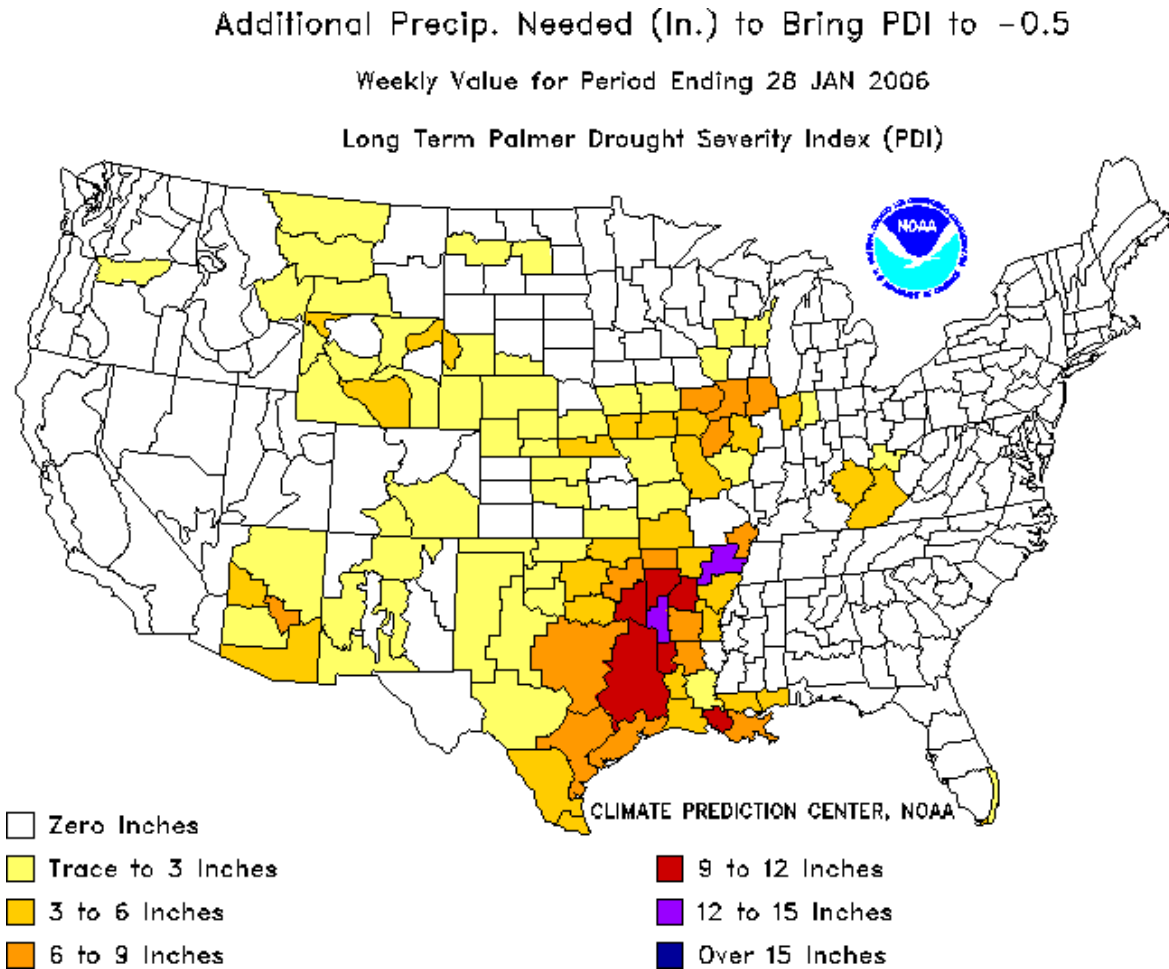 Additional Precip. Needed (In.) to Bring PDI to -0.5
Weekly Value for Period Ending 28 JAN 2006
Long Term Palmer Drought Severity Index (PDI)
NOAA
CLIMATE PREDICTION CENTER, NOAA
Zero Inches
Trace to 3 Inches
3 to 6 Inches
6 to 9 Inches
9 to 12 Inches
12 to 15 Inches
Over 15 Inches